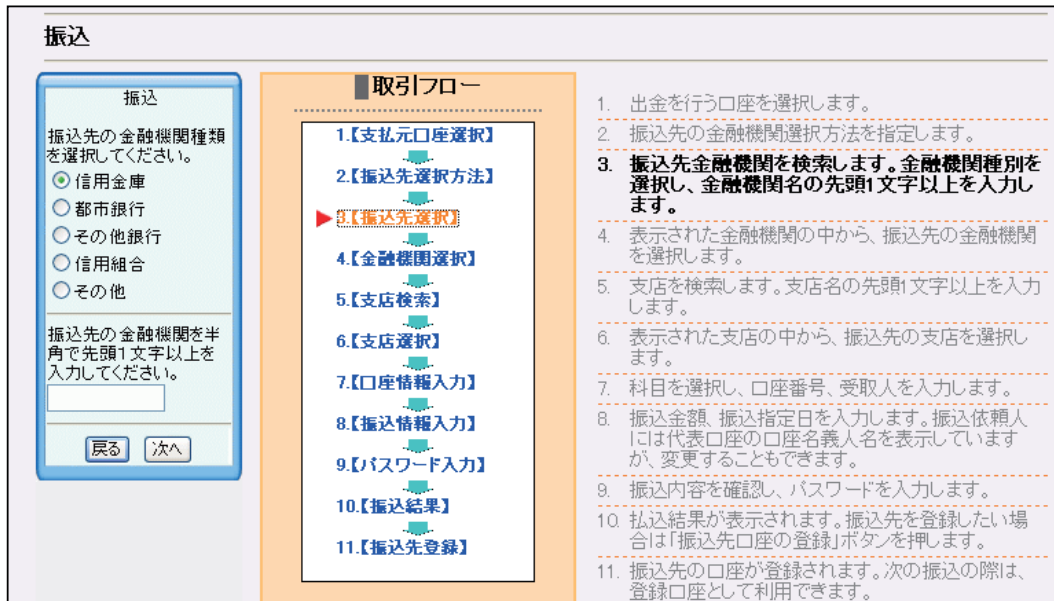 振込
振込
振込先の金融機関種類
を選択してください。
信用金庫
都市銀行
その他銀行
信用組合
その他
振込先の金融機関を半
角で先頭1文字以上を
入力してください。
戻る 次へ
取引フロー
1.【支払元口座選択】
2.【振込先選択方法】
3.【振込先選択】
4.【金融機関選択】
5.【支店検索】
6.【支店選択】
7.【口座情報入力】
8.【振込情報入力】
9.【パスワード入力】
10.【振込結果】
11.【振込先登録】
1. 出金を行う口座を選択します。
2. 振込先の金融機関選択方法を指定します。
3. 振込先金融機関を検索します。金融機関種別を
選択し、金融機関名の先頭1文字以上を入力し
ます。
4. 表示された金融機関の中から、振込先の金融機関
を選択します。
5. 支店を検索します。支店名の先頭1文字以上を入力
します。
6. 表示された支店の中から、振込先の支店を選択し
ます。
7. 科目を選択し、口座番号、受取人を入力します。
8. 振込金額、振込指定日を入力します。振込依頼人
には代表口座の口座名義人名を表示しています
が、変更することもできます。
9. 振込内容を確認し、パスワードを入力します。
10. 払込結果が表示されます。振込先を登録したい場
合は「振込先口座の登録」ボタンを押します。
11. 振込先の口座が登録されます。次の振込の際は、
登録口座として利用できます。